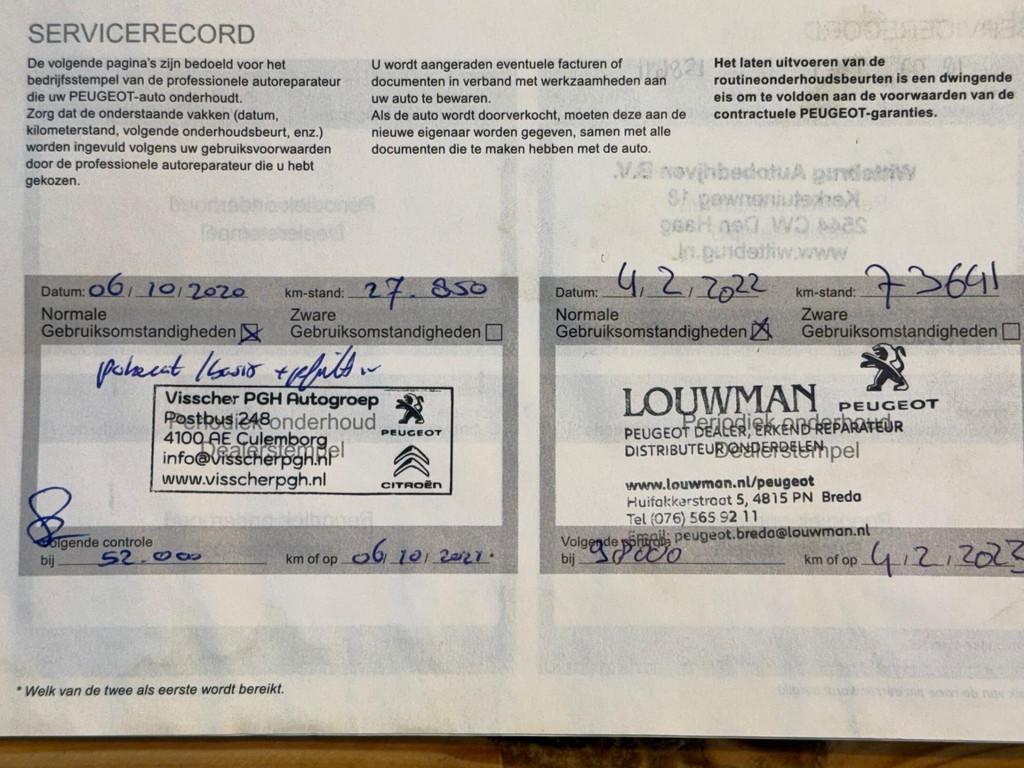 SERVICERECORD
De volgende pagina's zijn bedoeld voor het
bedrijfsstempel van de professionele autoreparateur
die uw PEUGEOT-auto onderhoudt.
Zorg dat de onderstaande vakken (datum,
kilometerstand, volgende onderhoudsbeurt, enz.)
worden ingevuld volgens uw gebruiksvoorwaarden
door de professionele autoreparateur die u hebt
gekozen.
U wordt aangeraden eventuele facturen of
documenten in verband met werkzaamheden aan
uw auto te bewaren.
Als de auto wordt doorverkocht, moeten deze aan de
nieuwe eigenaar worden gegeven, samen met alle
documenten die te maken hebben met de auto.
Het laten uitvoeren van de
routineonderhoudsbeurten is een dwingende
eis om te voldoen aan de voorwaarden van de
contractuele PEUGEOT-garanties.
Datum: 06/10/2020 km-stand: 27.850
Normale Zware
Gebruiksomstandigheden Gebruiksomstandigheden
Periodiek onderhoud
Dealerstempel
Visscher PGH Autogroep
Postbus 248
4100 AE Culemborg
info@visscherpgh.nl
www.visscherpgh.nl
PEUGEOT
CITROËN
Volgende controle
bij 52.000 km of op 06/10/2021 *
Datum: 4/2/2022 km-stand: 73641
Normale Zware
Gebruiksomstandigheden Gebruiksomstandigheden
LOUWMAN PEUGEOT
Periodiek onderhoud
Dealerstempel
PEUGEOT DEALER, ERKEND REPARATEUR
DISTRIBUTEUR ONDERDELEN
www.louwman.nl/peugeot
Huifakkerstraat 5, 4815 PN Breda
Tel (076) 565 92 11
Email: peugeot.breda@louwman.nl
Volgende controle
bij 98000 km of op 4/2/2023
* Welk van de twee als eerste wordt bereikt.